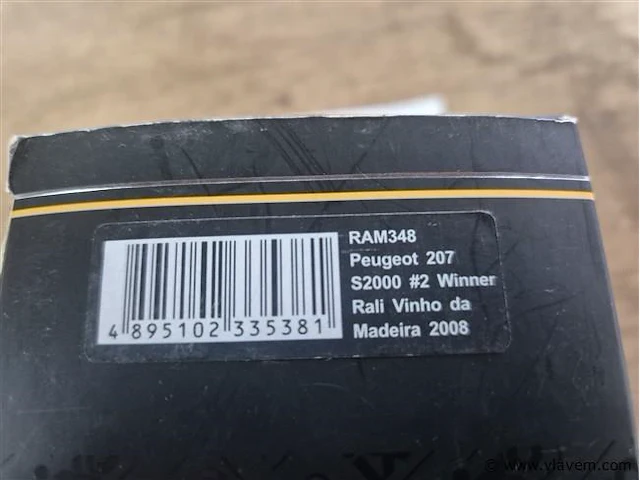 RAM348
Peugeot 207
S2000 #2 Winner
Rali Vinho da
Madeira 2008
4 895102 335381
© www.vlavem.com